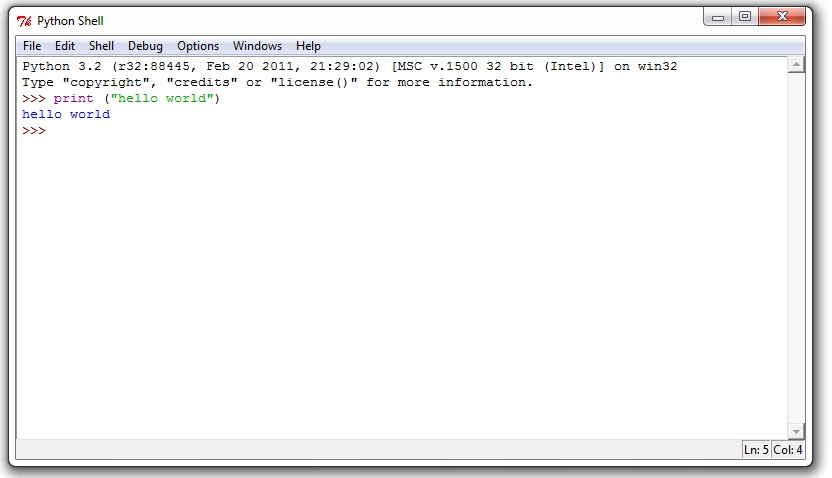 Python Shell
File Edit Shell Debug Options Windows Help
Python 3.2 (r32:88445, Feb 20 2011, 21:29:02) [MSC v.1500 32 bit (Intel)] on win32
Type "copyright", "credits" or "license()" for more information.
>>> print ("hello world")
hello world
>>>
Ln: 5 Col: 4